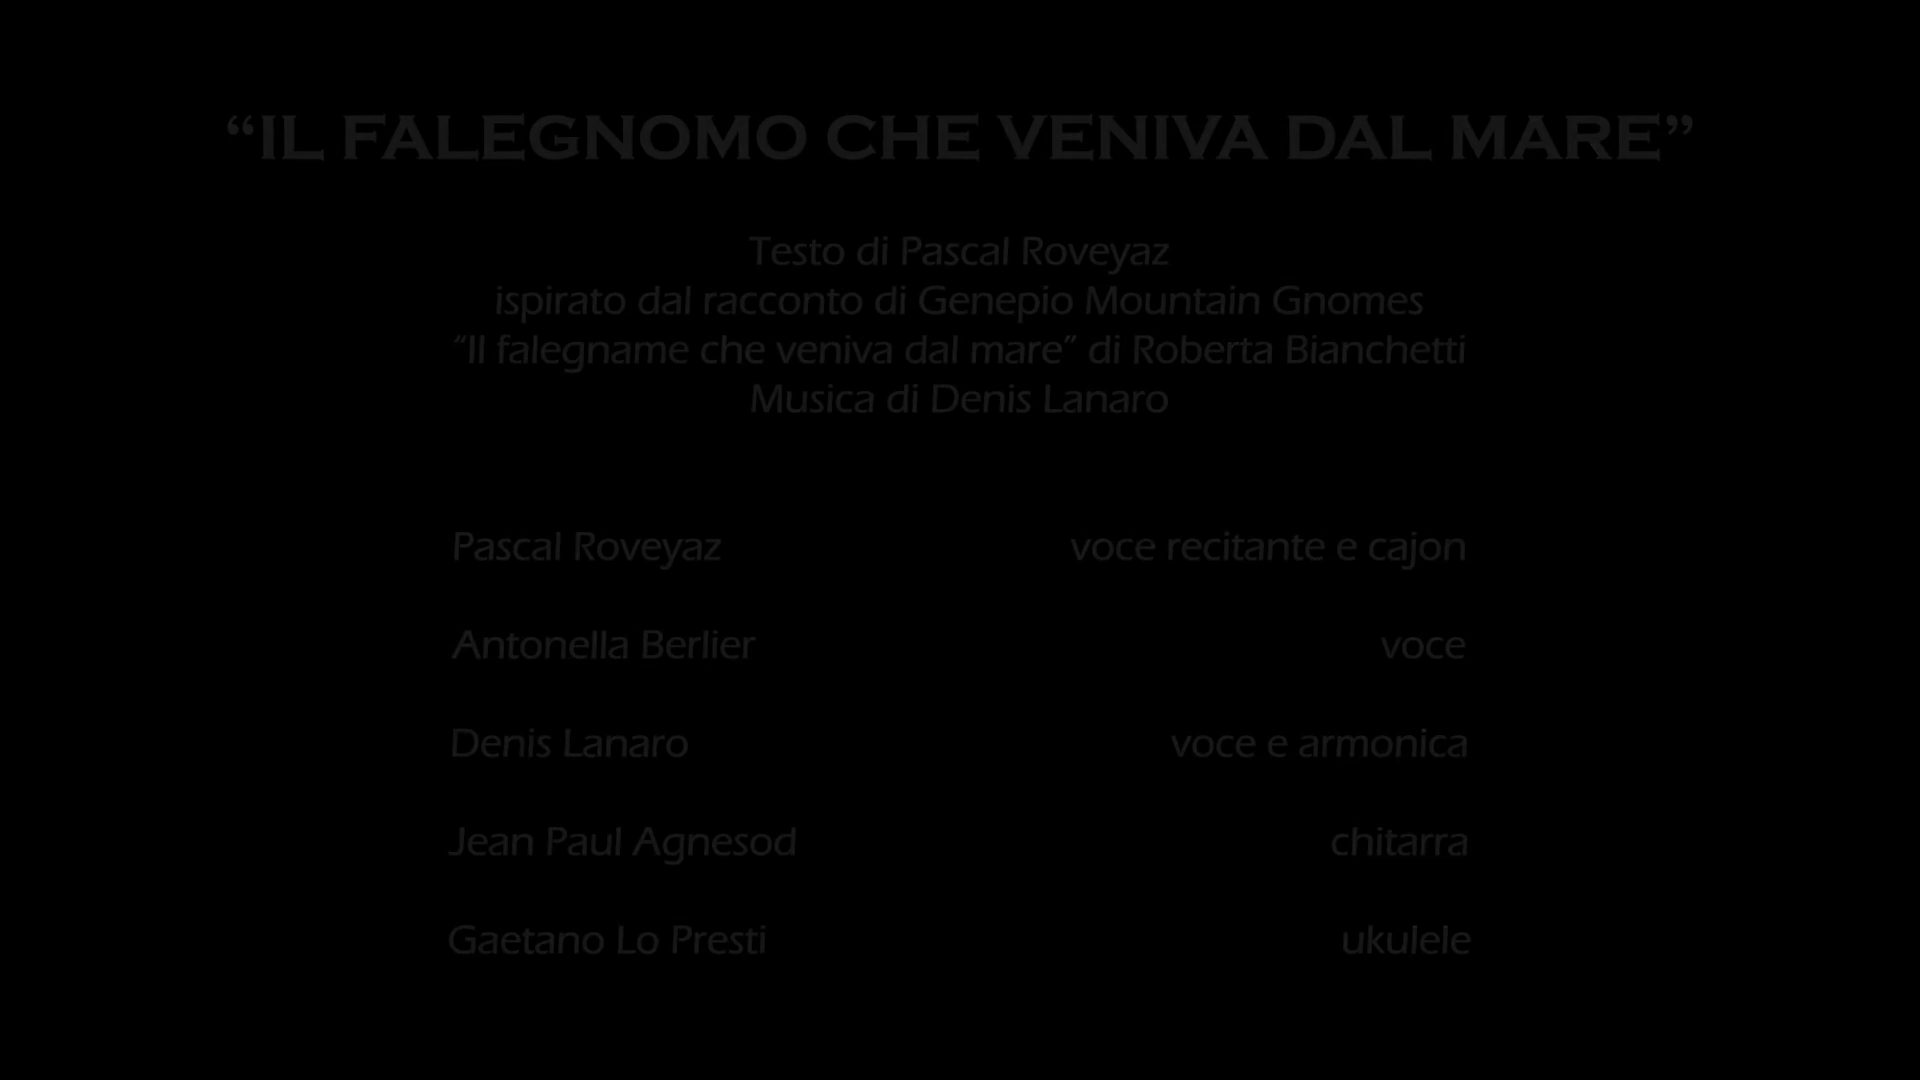 “IL FALEGNOMO CHE VENIVA DAL MARE”
Testo di Pascal Roveyaz
ispirato dal racconto di Genepio Mountain Gnomes
“Il falegname che veniva dal mare” di Roberta Bianchetti
Musica di Denis Lanaro
Pascal Roveyaz voce recitante e cajon
Antonella Berlier voce
Denis Lanaro voce e armonica
Jean Paul Agnesod chitarra
Gaetano Lo Presti ukulele